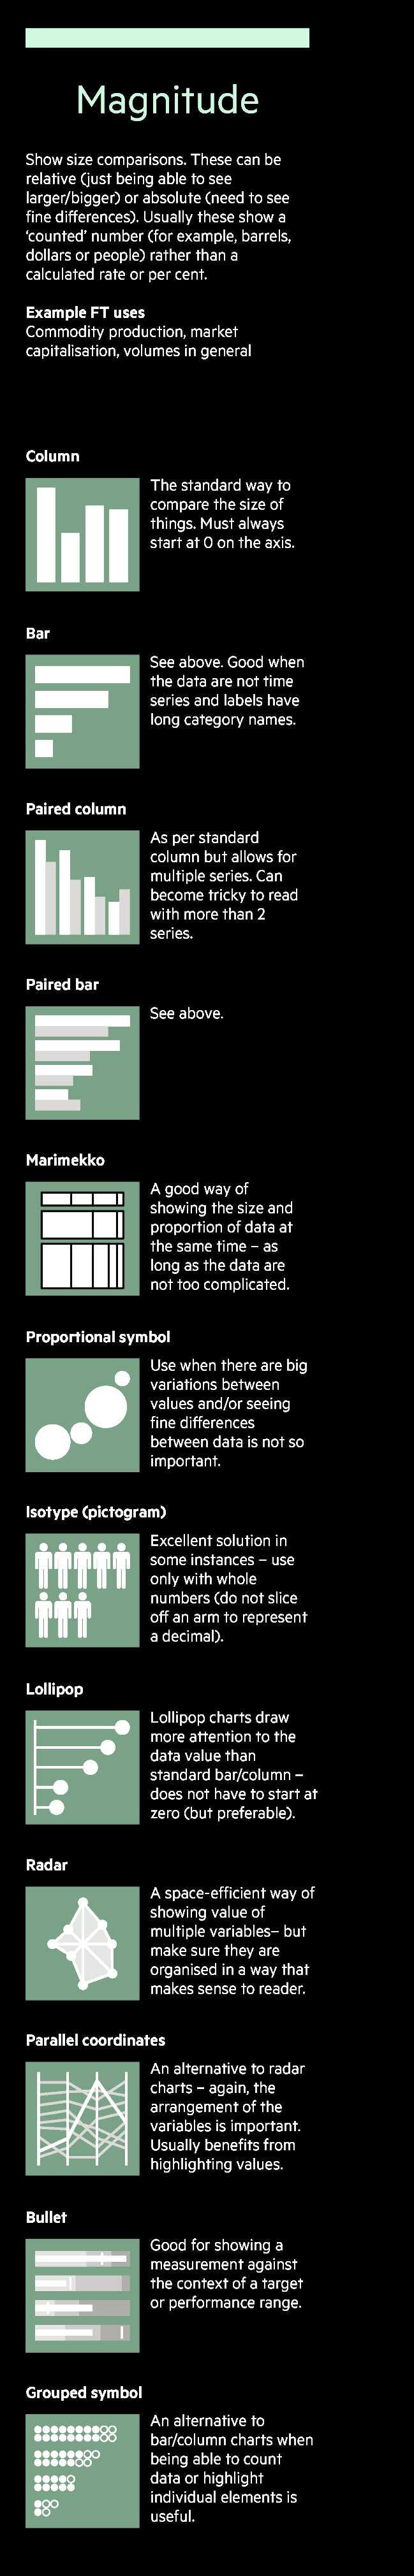 Magnitude
Show size comparisons. These can be
relative (just being able to see
larger/bigger) or absolute (need to see
fine differences). Usually these show a
‘counted’ number (for example, barrels,
dollars or people) rather than a
calculated rate or per cent.
Example FT uses
Commodity production, market
capitalisation, volumes in general
Column
The standard way to
compare the size of
things. Must always
start at 0 on the axis.
Bar
See above. Good when
the data are not time
series and labels have
long category names.
Paired column
As per standard
column but allows for
multiple series. Can
become tricky to read
with more than 2
series.
Paired bar
See above.
Marimekko
A good way of
showing the size and
proportion of data at
the same time – as
long as the data are
not too complicated.
Proportional symbol
Use when there are big
variations between
values and/or seeing
fine differences
between data is not so
important.
Isotype (pictogram)
Excellent solution in
some instances – use
only with whole
numbers (do not slice
off an arm to represent
a decimal).
Lollipop
Lollipop charts draw
more attention to the
data value than
standard bar/column –
does not have to start at
zero (but preferable).
Radar
A space-efficient way of
showing value of
multiple variables– but
make sure they are
organised in a way that
makes sense to reader.
Parallel coordinates
An alternative to radar
charts – again, the
arrangement of the
variables is important.
Usually benefits from
highlighting values.
Bullet
Good for showing a
measurement against
the context of a target
or performance range.
Grouped symbol
An alternative to
bar/column charts when
being able to count
data or highlight
individual elements is
useful.